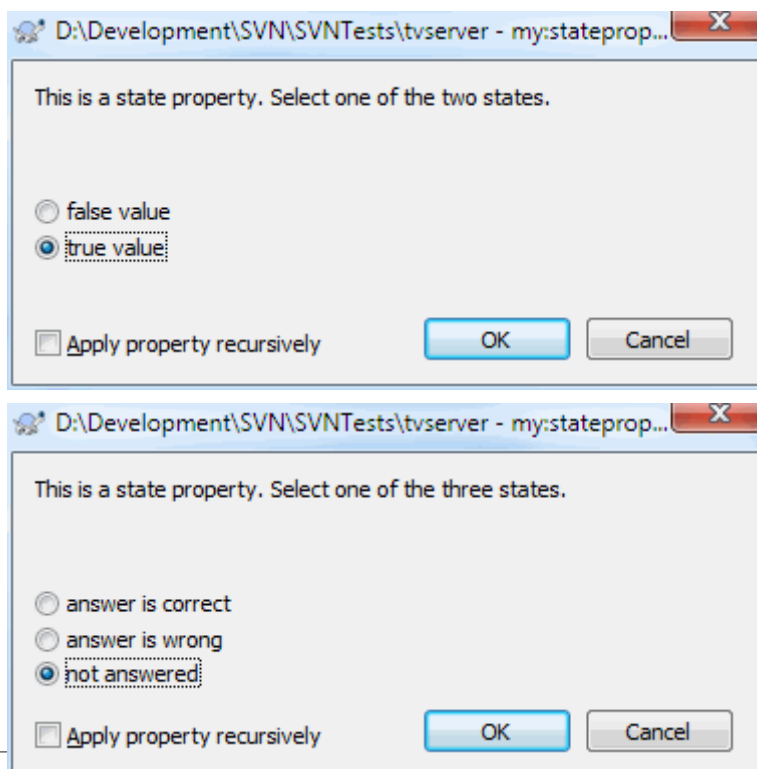 D:\Development\SVN\SVNTests\tvserver - my:stateprop...
This is a state property. Select one of the two states.
false value
true value
Apply property recursively
OK
Cancel
D:\Development\SVN\SVNTests\tvserver - my:stateprop...
This is a state property. Select one of the three states.
answer is correct
answer is wrong
not answered
Apply property recursively
OK
Cancel